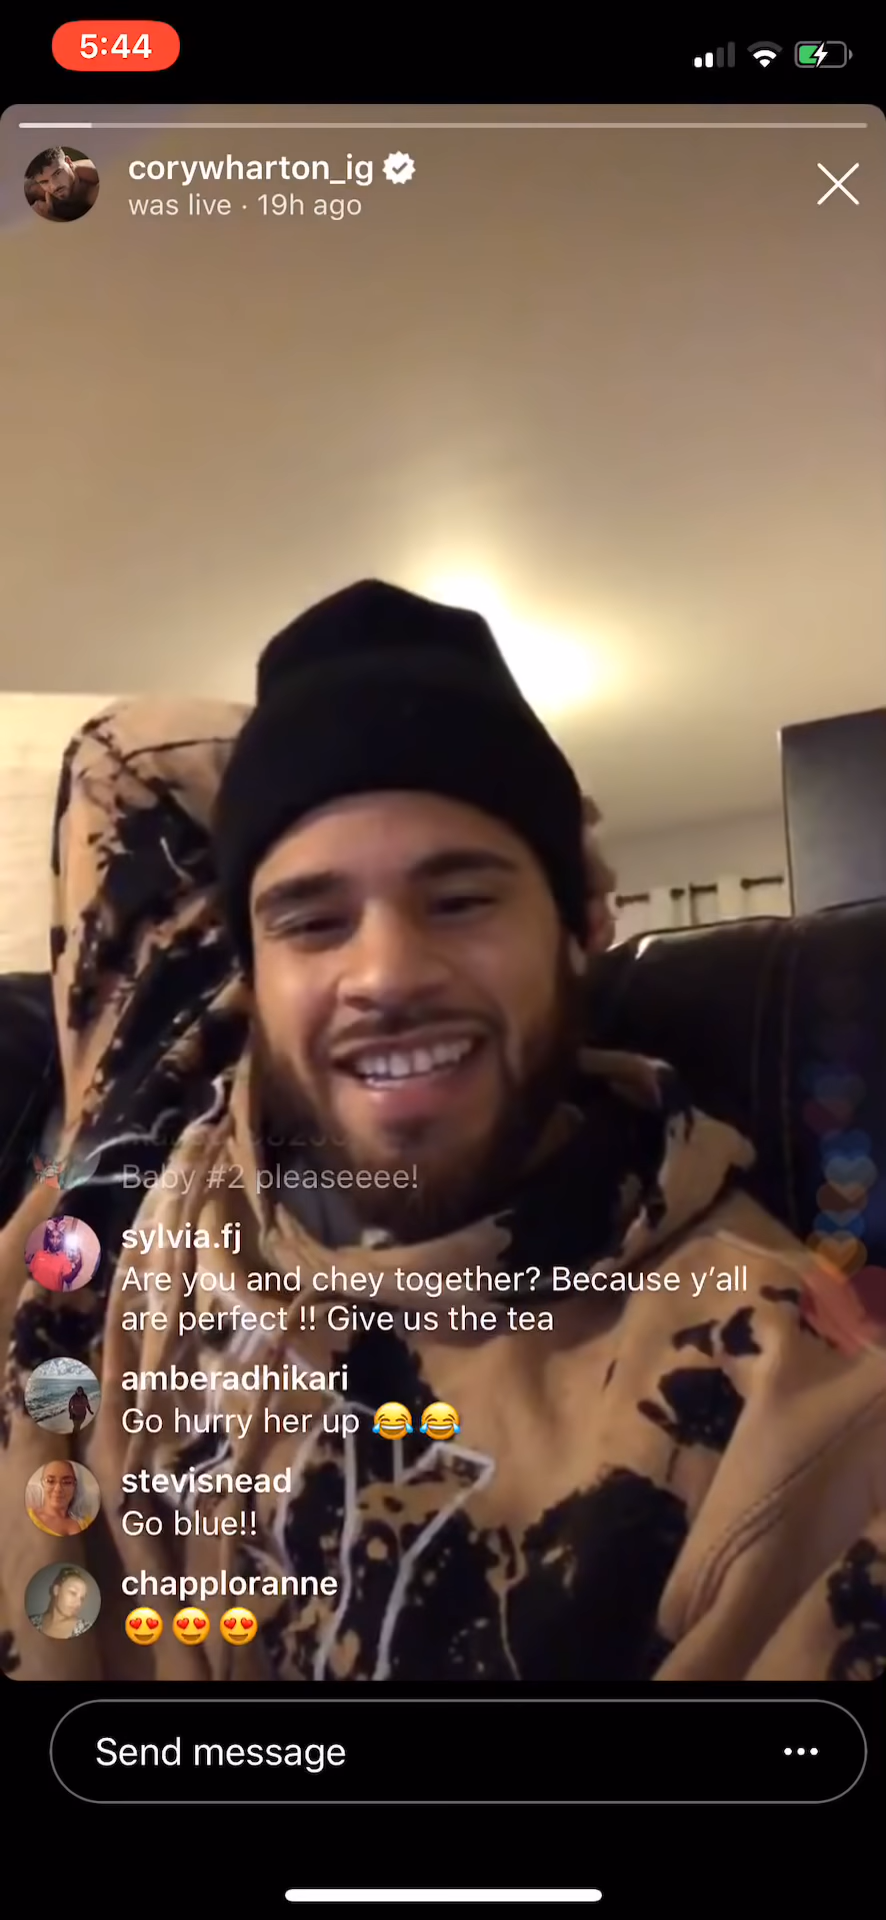 5:44
corywharton_ig
was live · 19h ago
Baby #2 pleaseeee!
sylvia.fj
Are you and chey together? Because y’all
are perfect !! Give us the tea
amberadhikari
Go hurry her up 😂😂
stevisnead
Go blue!!
chapploranne
😍😍😍
Send message